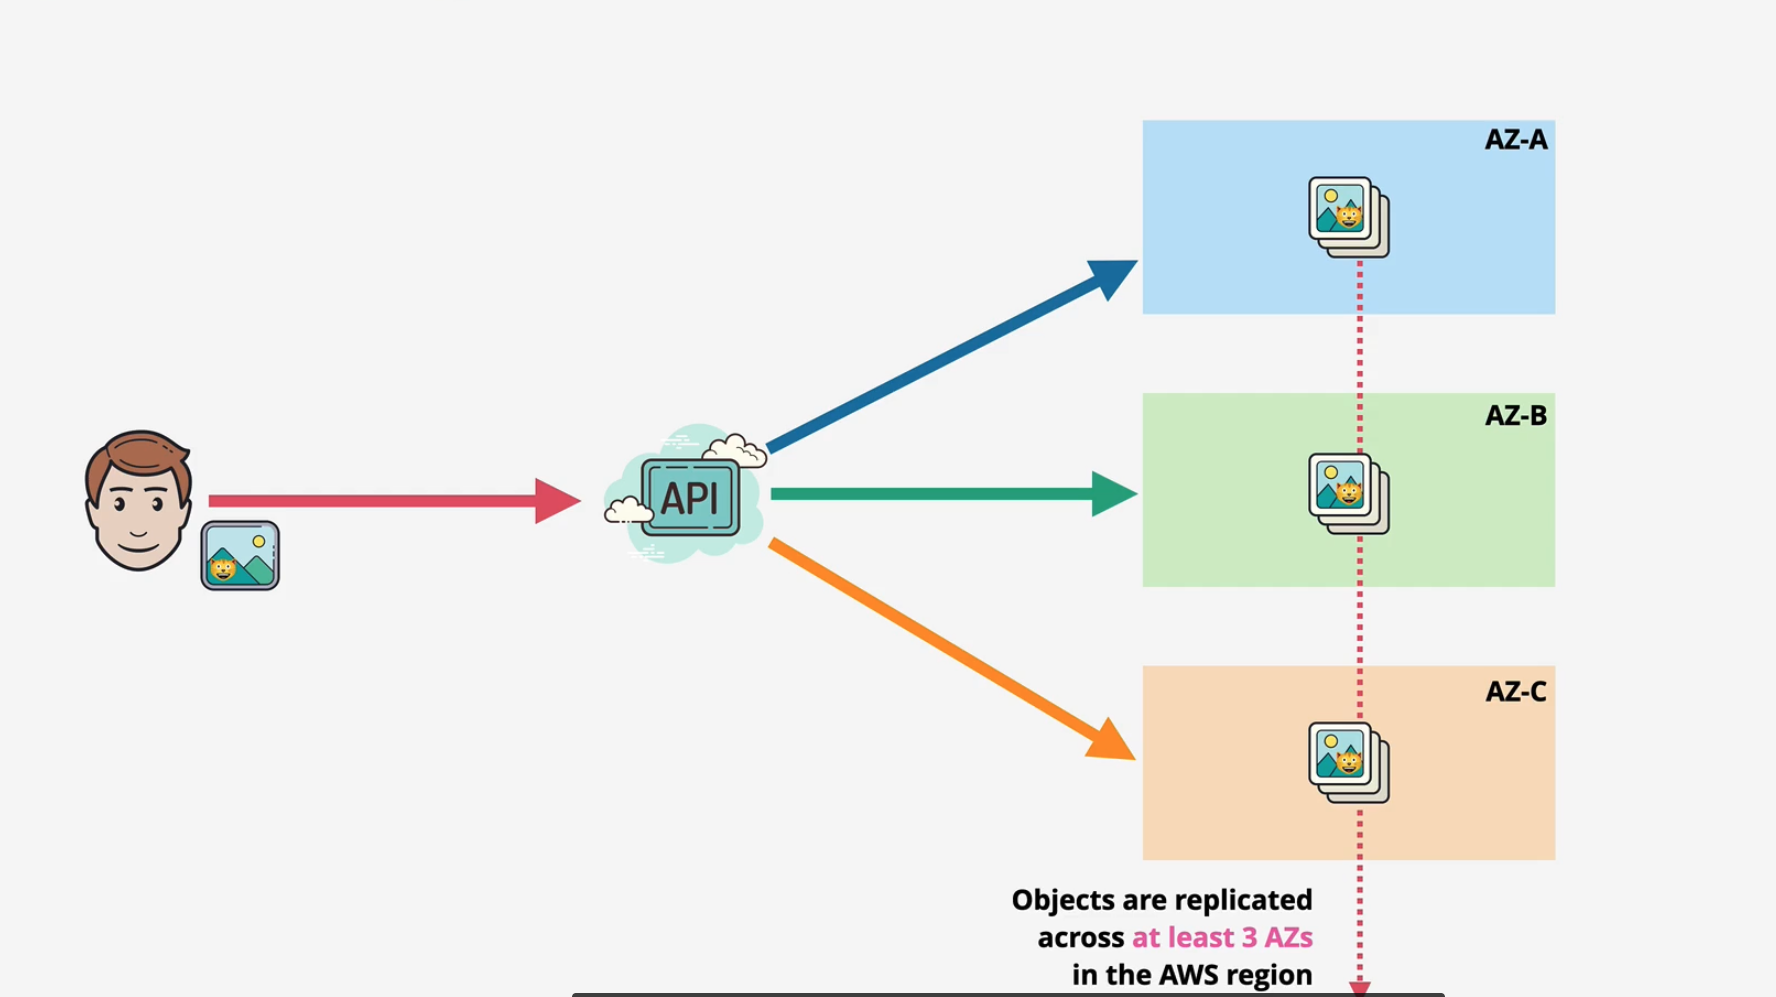 AZ-A
API
AZ-B
AZ-C
Objects are replicated
across at least 3 AZs
in the AWS region